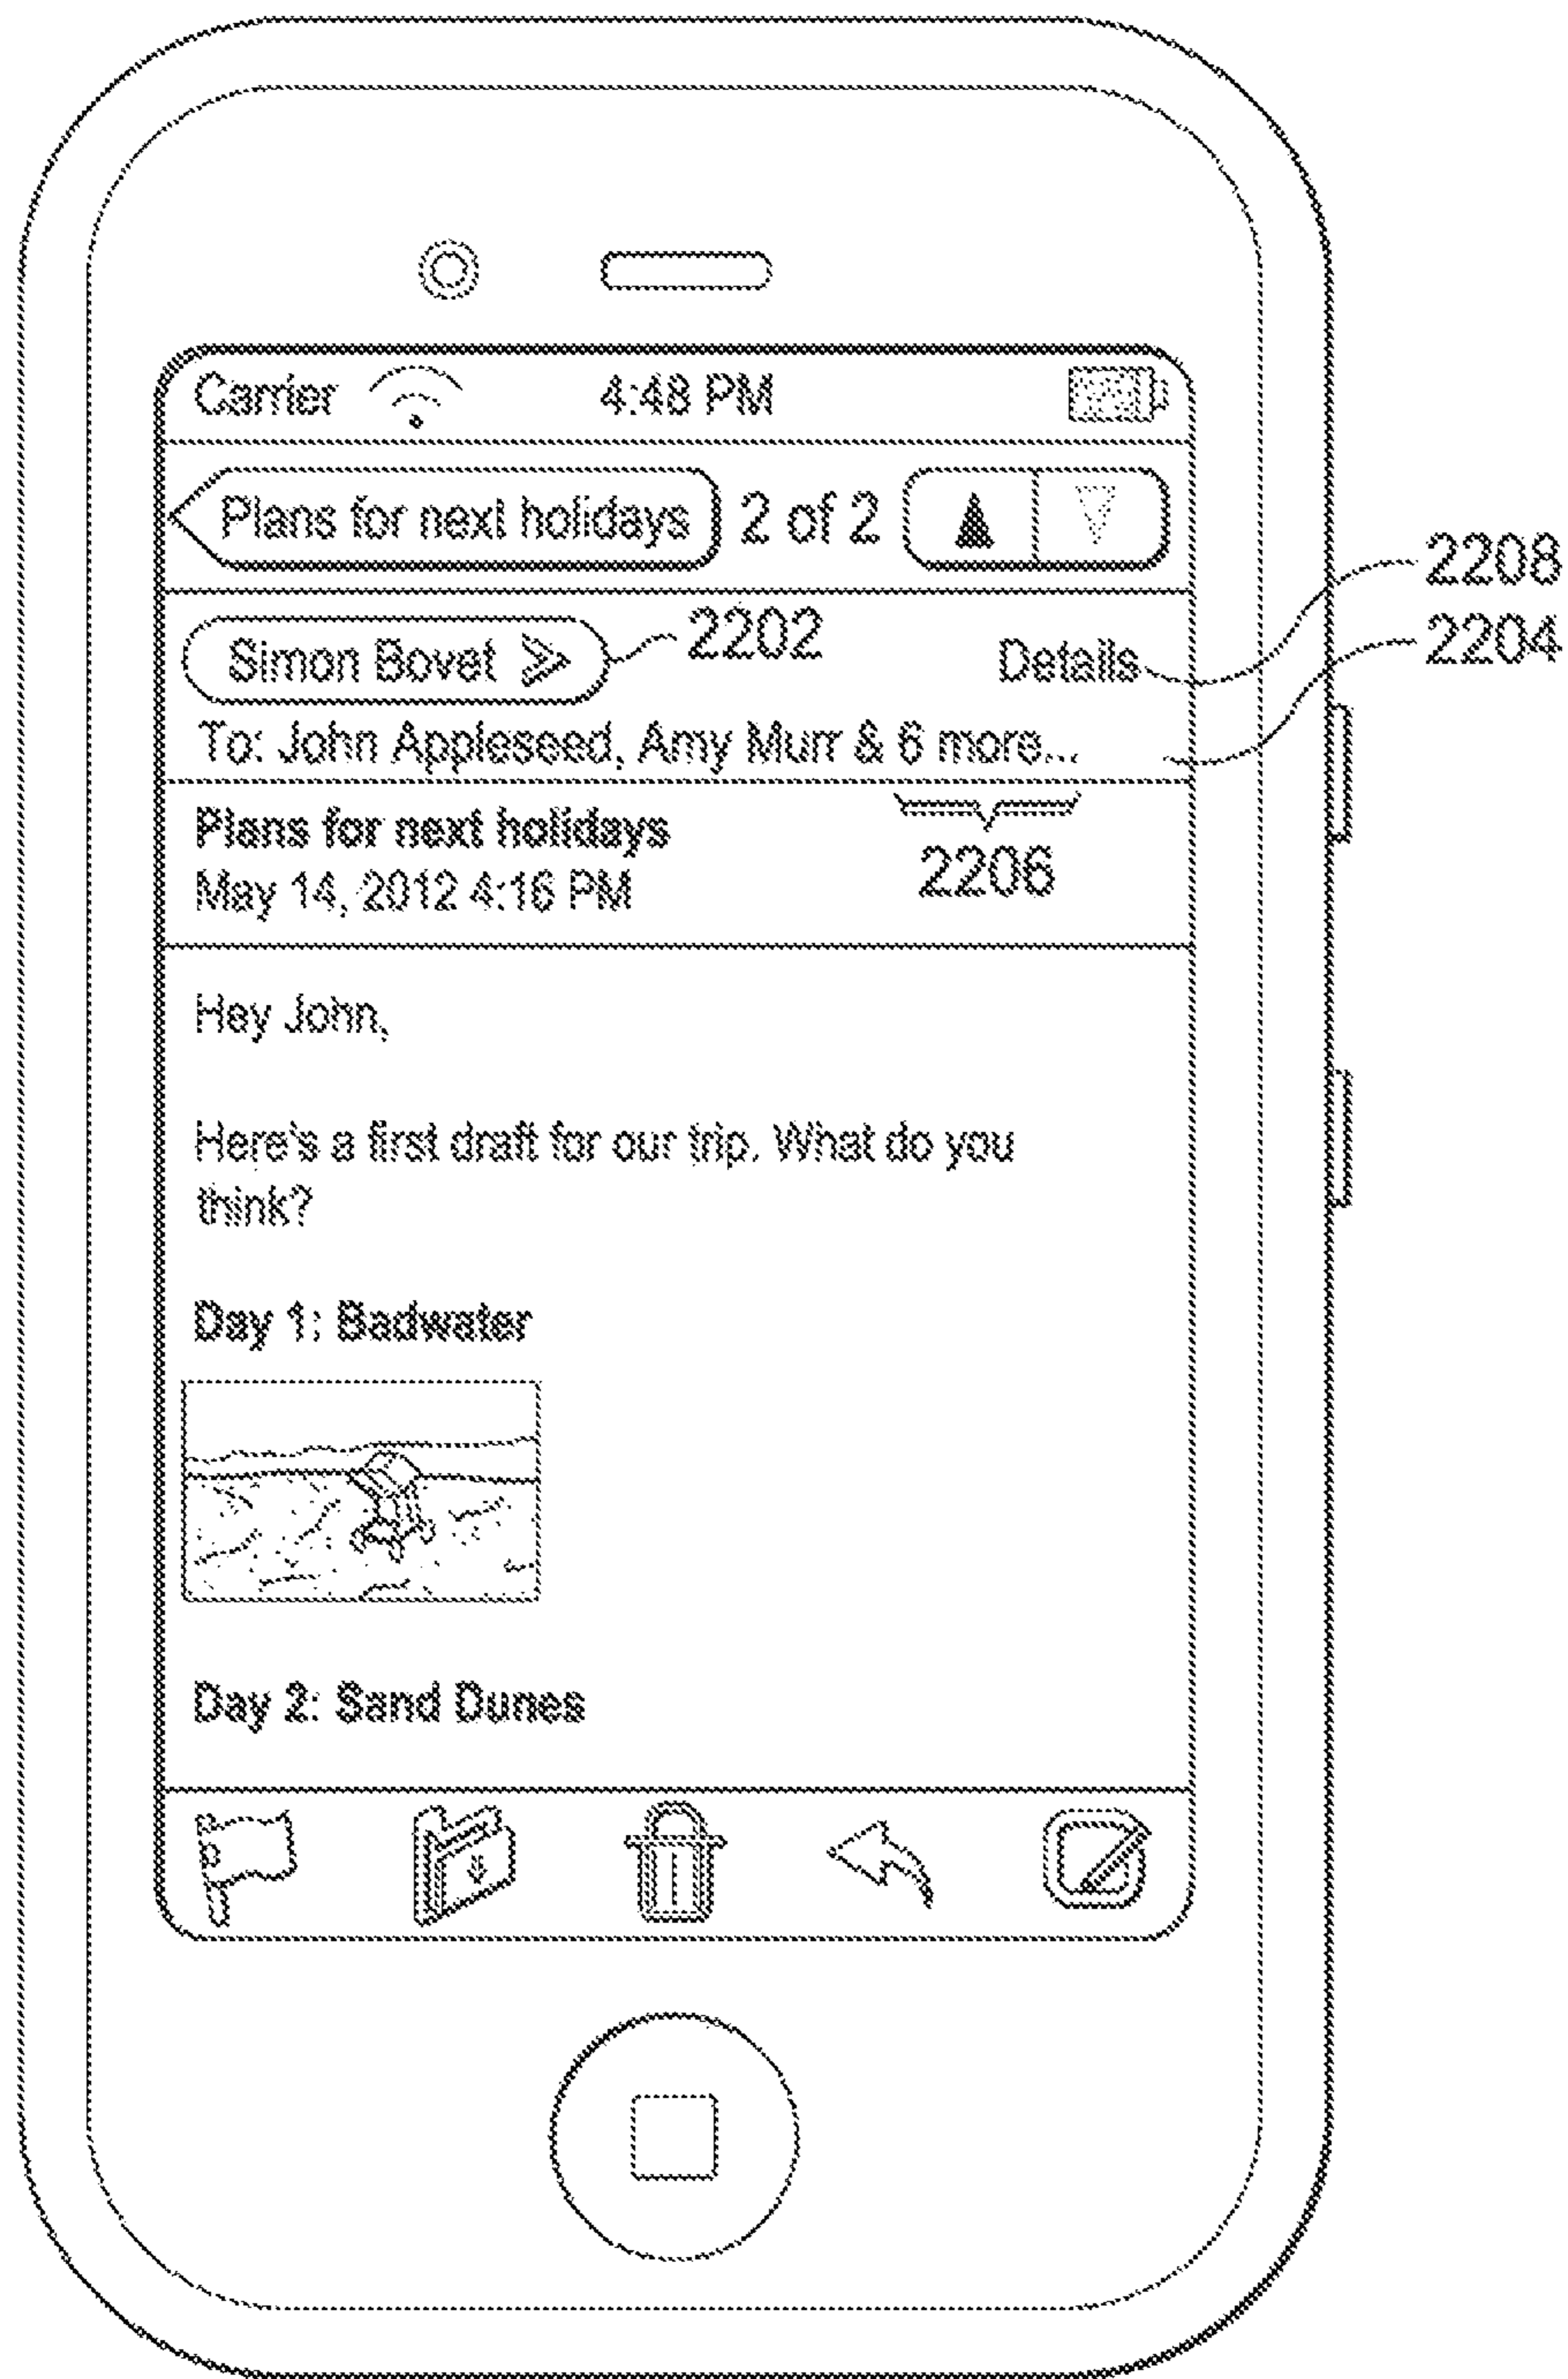 Carrier 4:48 PM
Plans for next holidays 2 of 2
2208
Simon Bovet >> 2202 Details
2204
To: John Appleseed, Amy Murr & 6 more...
Plans for next holidays
2206
May 14, 2012 4:16 PM
Hey John,
Here's a first draft for our trip. What do you
think?
Day 1: Badwater
Day 2: Sand Dunes